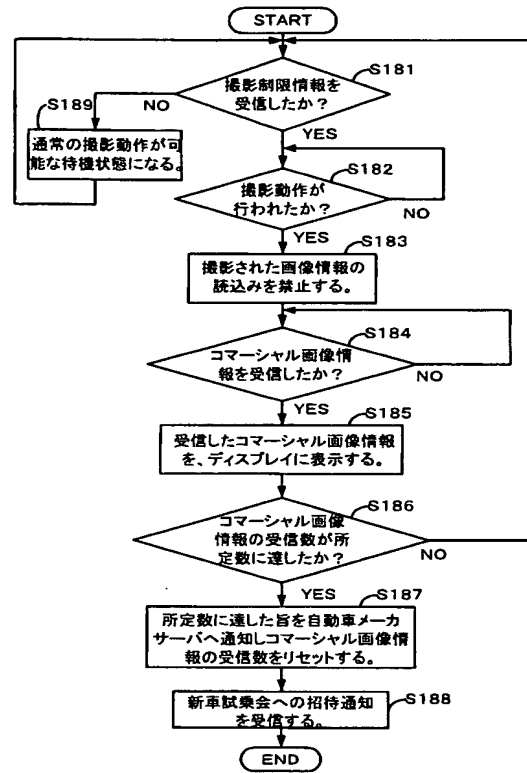 START
S181
撮影制限情報を
受信したか？
NO
YES
S189
通常の撮影動作が可
能な待機状態になる。
S182
撮影動作が
行われたか？
NO
YES
S183
撮影された画像情報の
読込みを禁止する。
S184
コマーシャル画像情
報を受信したか？
NO
YES
S185
受信したコマーシャル画像情報
を、ディスプレイに表示する。
S186
コマーシャル画像
情報の受信数が所
定数に達したか？
NO
YES
S187
所定数に達した旨を自動車メーカ
サーバへ通知しコマーシャル画像情
報の受信数をリセットする。
S188
新車試乗会への招待通知
を受信する。
END